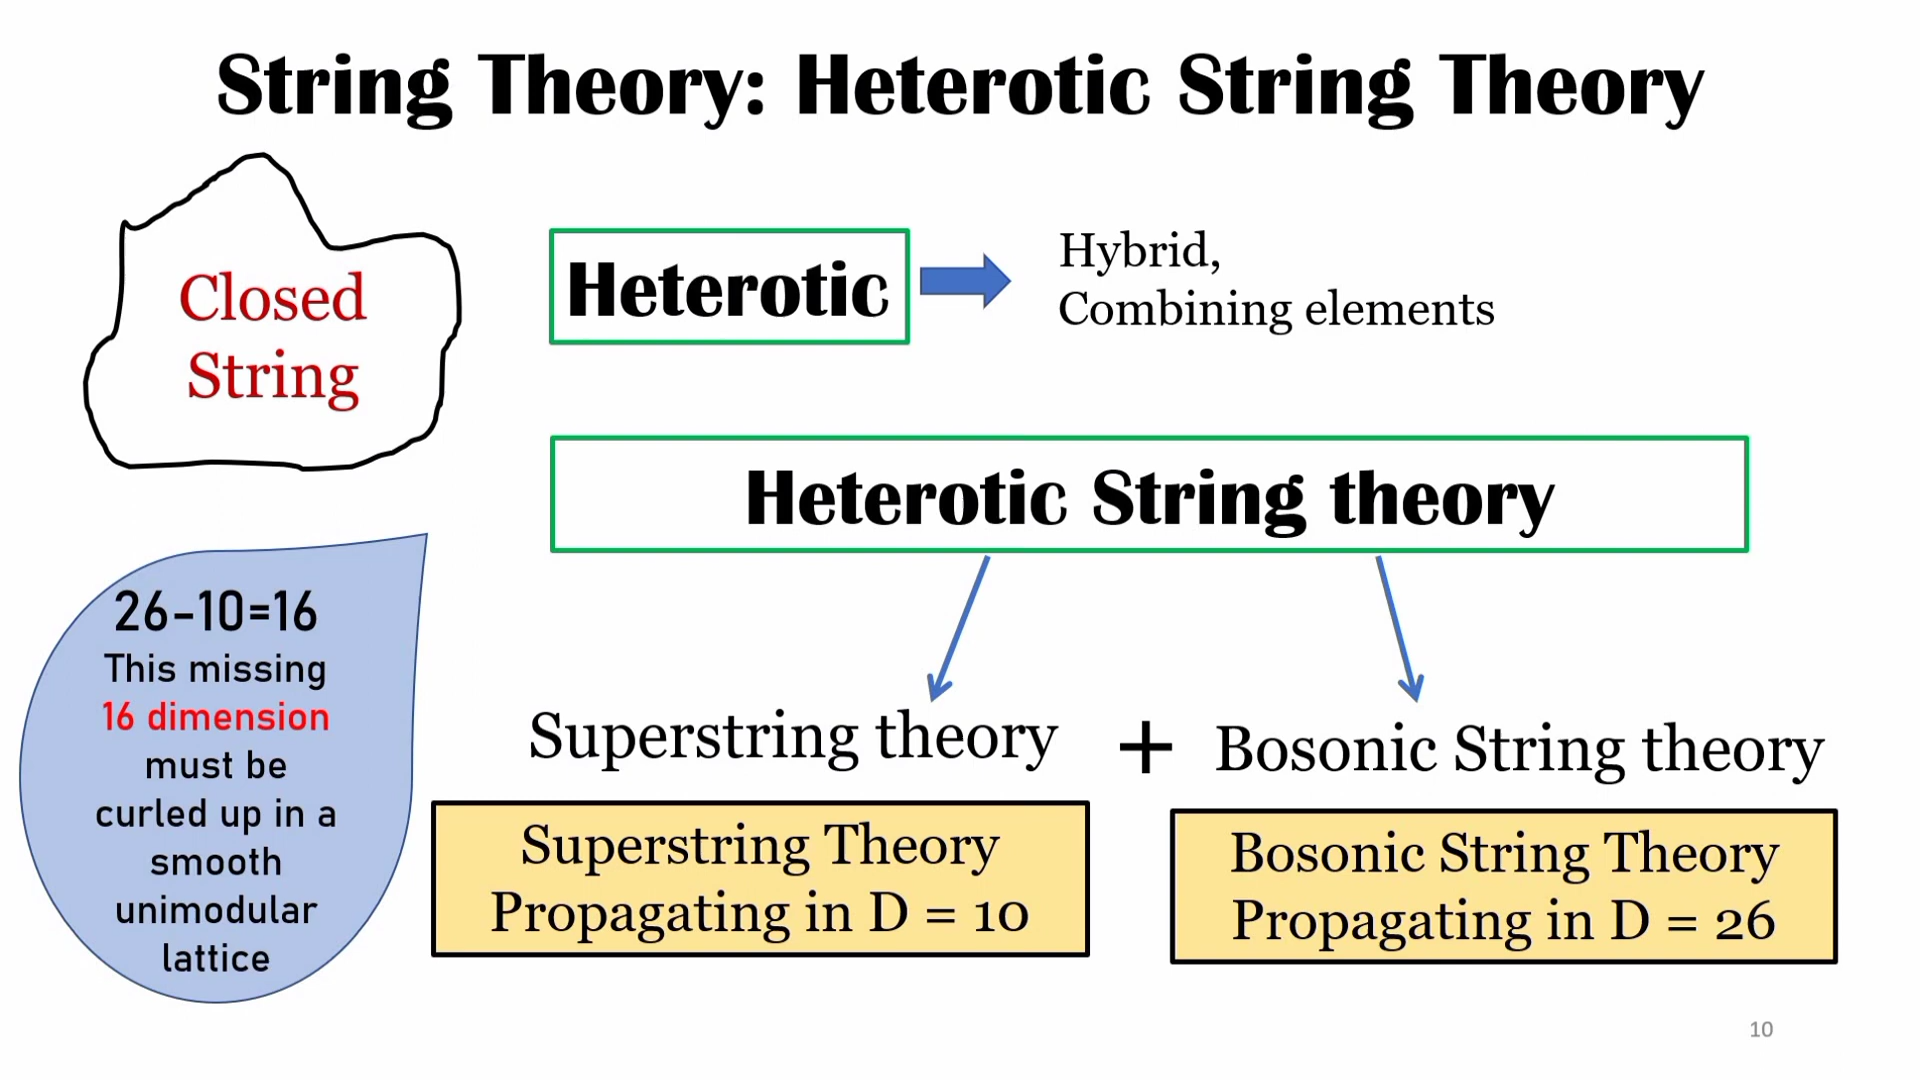 String Theory: Heterotic String Theory
Closed
String
Heterotic
Hybrid,
Combining elements
Heterotic String theory
26-10=16
This missing
16 dimension
must be
curled up in a
smooth
unimodular
lattice
Superstring theory
+
Bosonic String theory
Superstring Theory
Propagating in D = 10
Bosonic String Theory
Propagating in D = 26
10